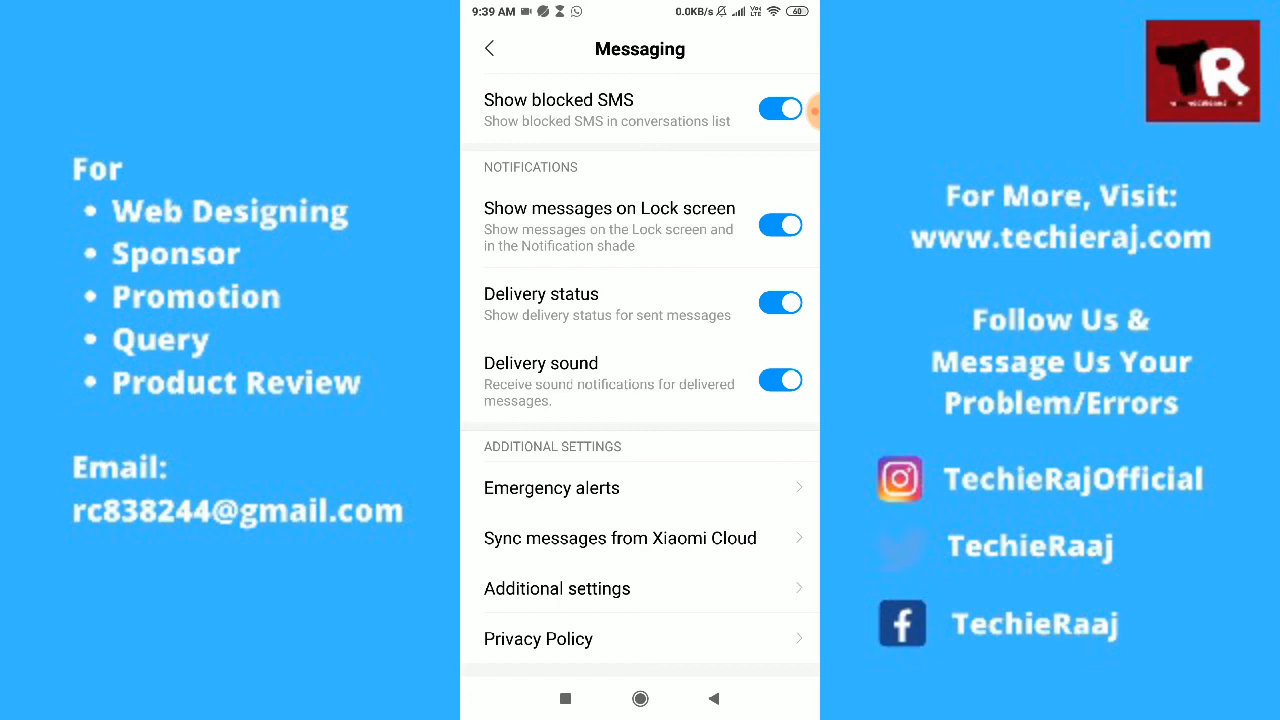 9:39 AM
0.0KB/s
Vo)
LTE
60
Messaging
Show blocked SMS
Show blocked SMS in conversations list
NOTIFICATIONS
Show messages on Lock screen
Show messages on the Lock screen and
in the Notification shade
Delivery status
Show delivery status for sent messages
Delivery sound
Receive sound notifications for delivered
messages.
ADDITIONAL SETTINGS
Emergency alerts
Sync messages from Xiaomi Cloud
Additional settings
Privacy Policy
For
• Web Designing
• Sponsor
• Promotion
• Query
• Product Review
Email:
rc838244@gmail.com
TR
For More, Visit:
www.techieraj.com
Follow Us &
Message Us Your
Problem/Errors
TechieRajOfficial
TechieRaaj
TechieRaaj